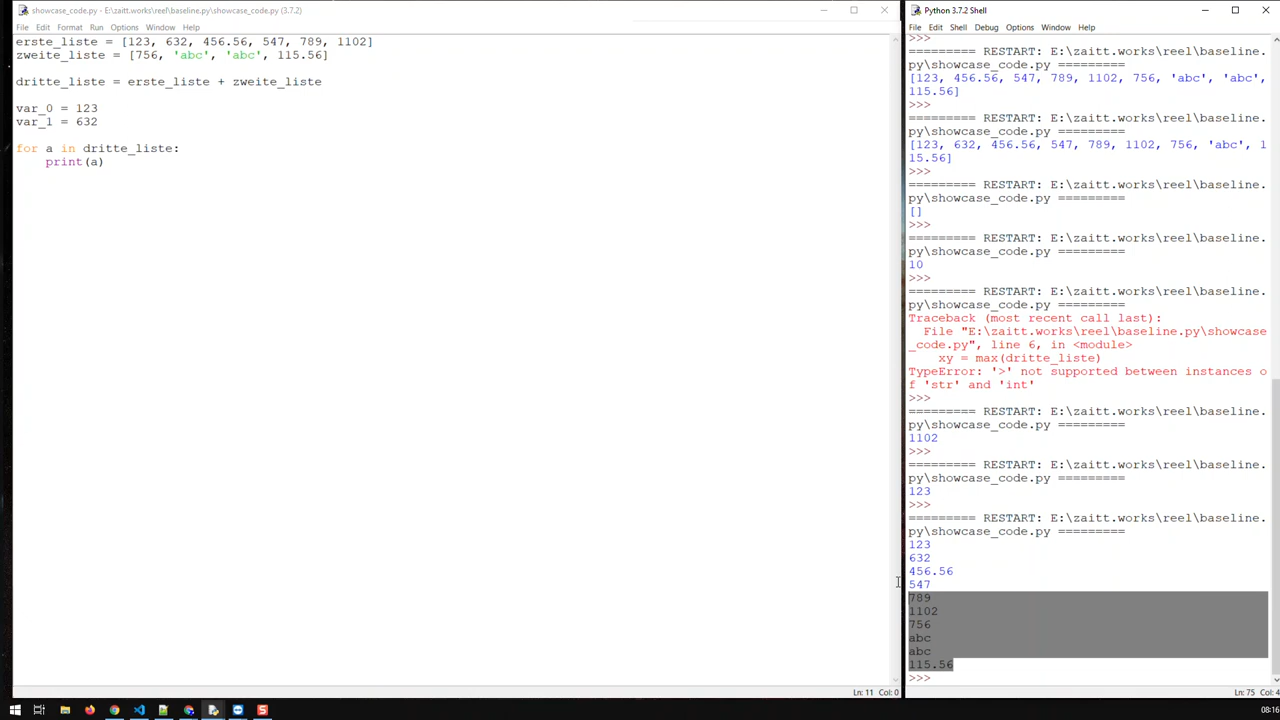 showcase_code.py - E:\zaitt.works\reel\baseline.py\showcase_code.py (3.7.2)
File Edit Format Run Options Window Help
erste_liste = [123, 632, 456.56, 547, 789, 1102]
zweite_liste = [756, 'abc', 'abc', 115.56]
dritte_liste = erste_liste + zweite_liste
var_0 = 123
var_1 = 632
for a in dritte_liste:
    print(a)
Ln: 11 Col: 0
Python 3.7.2 Shell
File Edit Shell Debug Options Window Help
>>>
========= RESTART: E:\zaitt.works\reel\baseline.
py\showcase_code.py =========
[123, 456.56, 547, 789, 1102, 756, 'abc', 'abc',
115.56]
>>>
========= RESTART: E:\zaitt.works\reel\baseline.
py\showcase_code.py =========
[123, 632, 456.56, 547, 789, 1102, 756, 'abc', 1
15.56]
>>>
========= RESTART: E:\zaitt.works\reel\baseline.
py\showcase_code.py =========
[]
>>>
========= RESTART: E:\zaitt.works\reel\baseline.
py\showcase_code.py =========
10
>>>
========= RESTART: E:\zaitt.works\reel\baseline.
py\showcase_code.py =========
Traceback (most recent call last):
  File "E:\zaitt.works\reel\baseline.py\showcase
_code.py", line 6, in <module>
    xy = max(dritte_liste)
TypeError: '>' not supported between instances o
f 'str' and 'int'
>>>
========= RESTART: E:\zaitt.works\reel\baseline.
py\showcase_code.py =========
1102
>>>
========= RESTART: E:\zaitt.works\reel\baseline.
py\showcase_code.py =========
123
>>>
========= RESTART: E:\zaitt.works\reel\baseline.
py\showcase_code.py =========
123
632
456.56
547
789
1102
756
abc
abc
115.56
>>>
Ln: 75 Col: 4
08:16